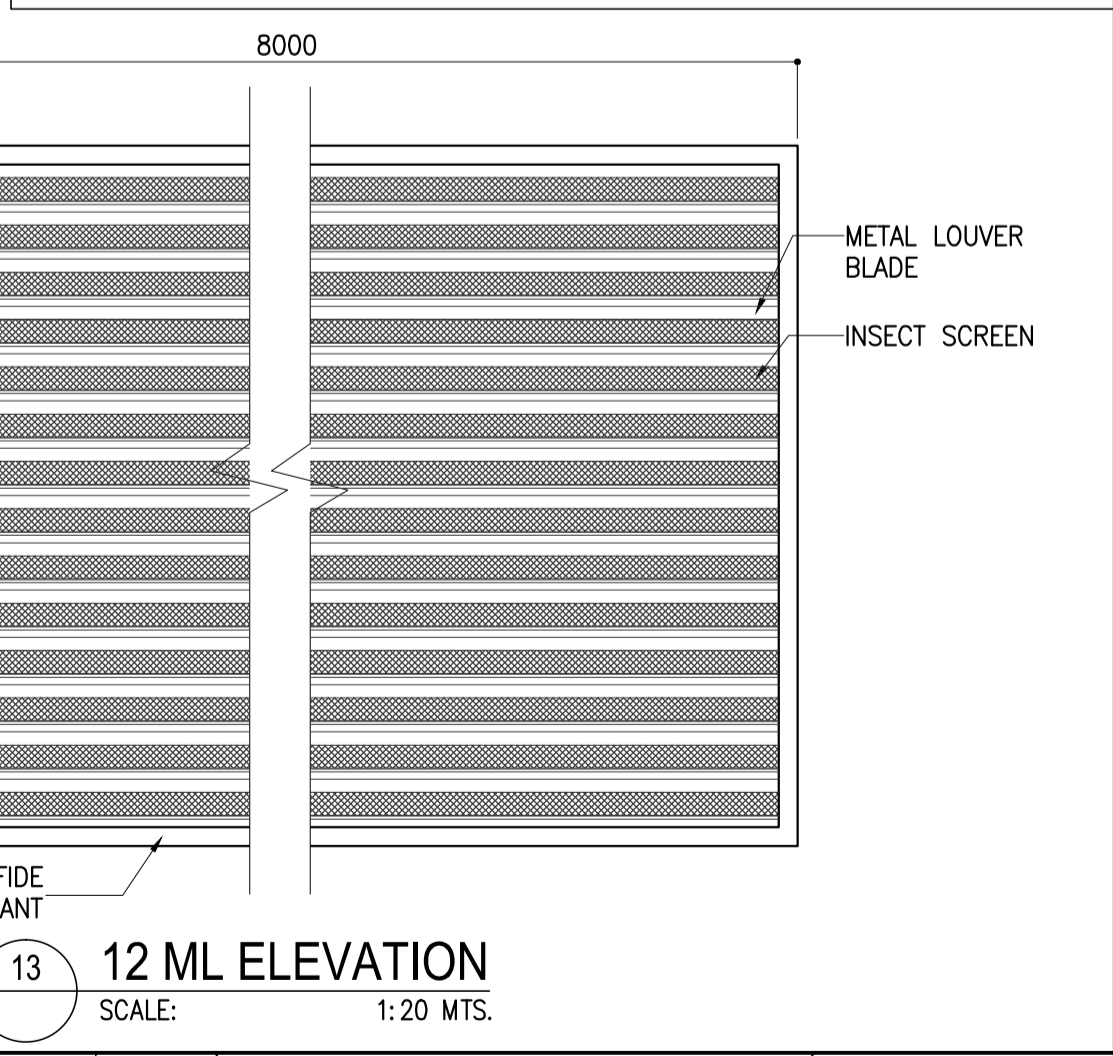 8000
METAL LOUVER
BLADE
INSECT SCREEN
FIDE
ANT
13
12 ML ELEVATION
SCALE: 1:20 MTS.